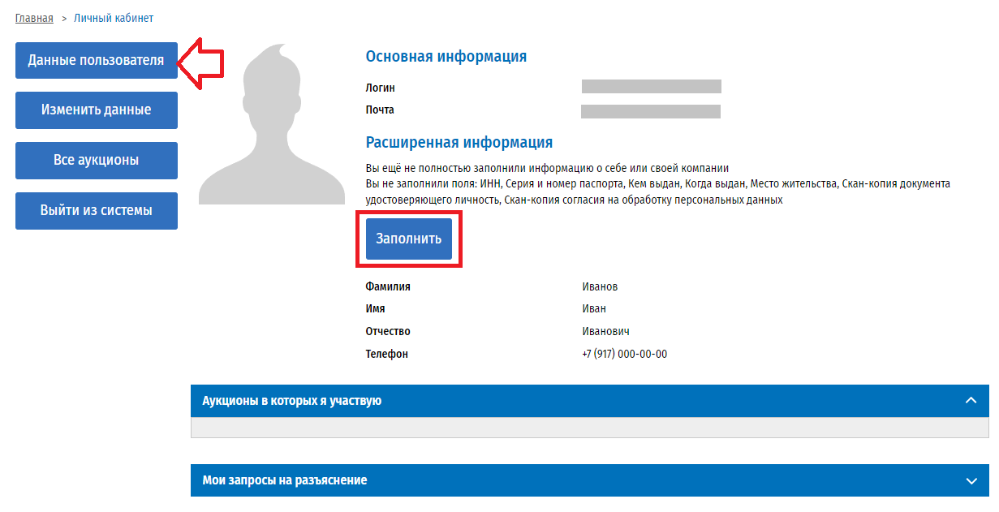 Главная > Личный кабинет
Данные пользователя
Изменить данные
Все аукционы
Выйти из системы
Основная информация
Логин
Почта
Расширенная информация
Вы ещё не полностью заполнили информацию о себе или своей компании
Вы не заполнили поля: ИНН, Серия и номер паспорта, Кем выдан, Когда выдан, Место жительства, Скан-копия документа
удостоверяющего личность, Скан-копия согласия на обработку персональных данных
Заполнить
Фамилия Иванов
Имя Иван
Отчество Иванович
Телефон +7 (917) 000-00-00
Аукционы в которых я участвую
Мои запросы на разъяснение